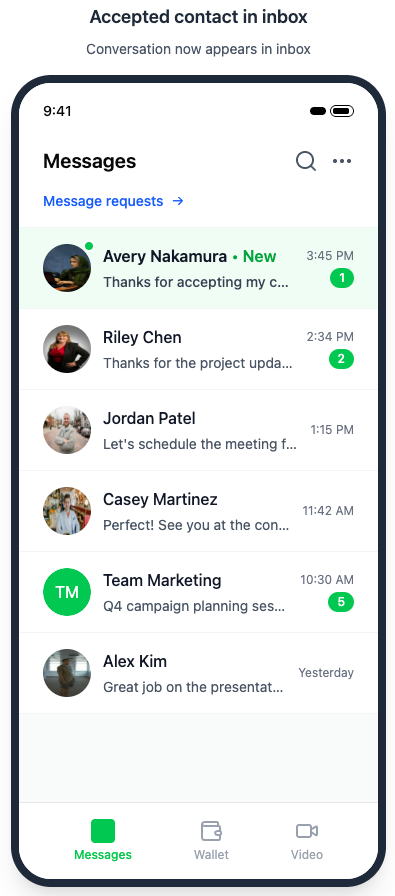 Accepted contact in inbox
Conversation now appears in inbox
9:41
Messages
Message requests →
Avery Nakamura • New 3:45 PM
Thanks for accepting my c... 1
Riley Chen 2:34 PM
Thanks for the project upda... 2
Jordan Patel 1:15 PM
Let's schedule the meeting f...
Casey Martinez 11:42 AM
Perfect! See you at the con...
TM Team Marketing 10:30 AM
Q4 campaign planning ses... 5
Alex Kim Yesterday
Great job on the presentat...
Messages Wallet Video